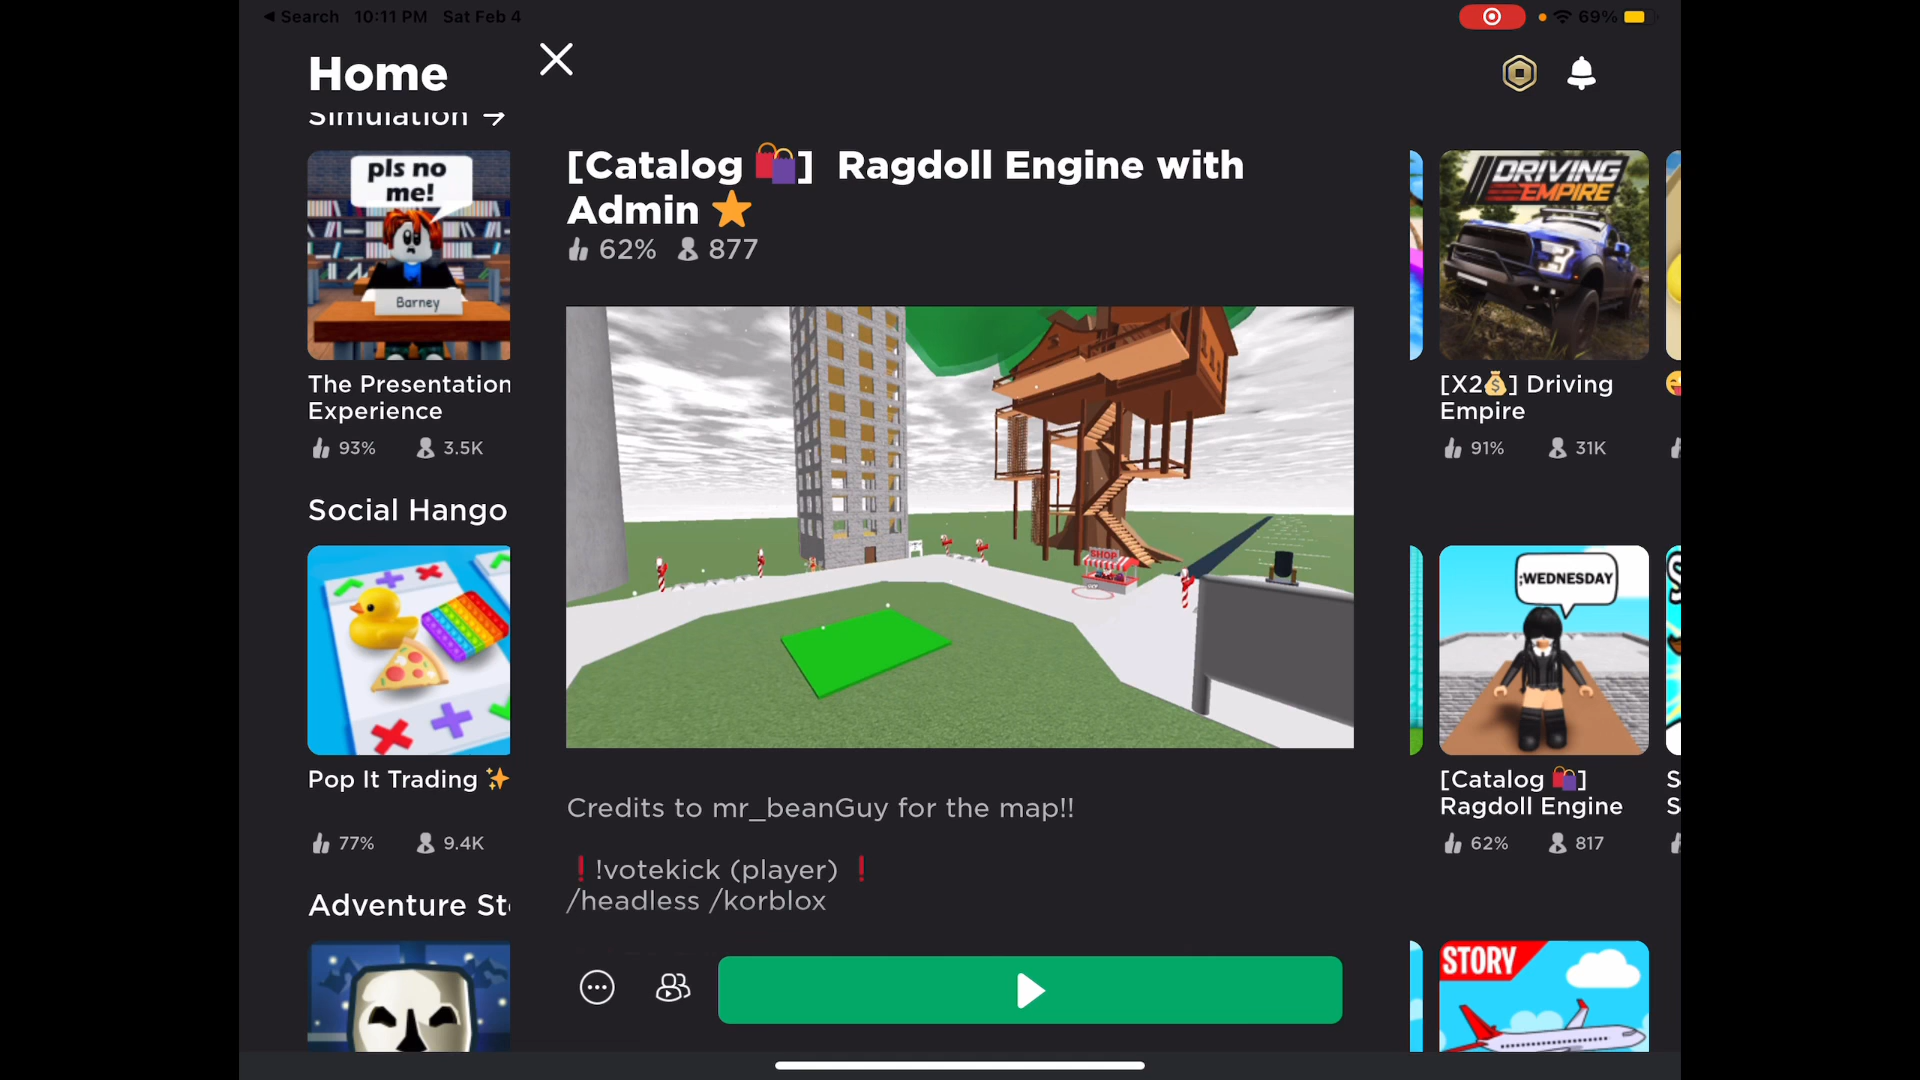 Search 10:11 PM Sat Feb 4
69%
Home
Simulation
pls no
me!
Barney
The Presentation
Experience
93% 3.5K
Social Hango
Pop It Trading
77% 9.4K
Adventure
[Catalog 🛍️] Ragdoll Engine with
Admin ⭐
62% 877
SHOP
Credits to mr_beanGuy for the map!!
❗!votekick (player) ❗
/headless /korblox
DRIVING
EMPIRE
[X2💰] Driving
Empire
91% 31K
;WEDNESDAY
[Catalog 🛍️]
Ragdoll Engine
62% 817
STORY